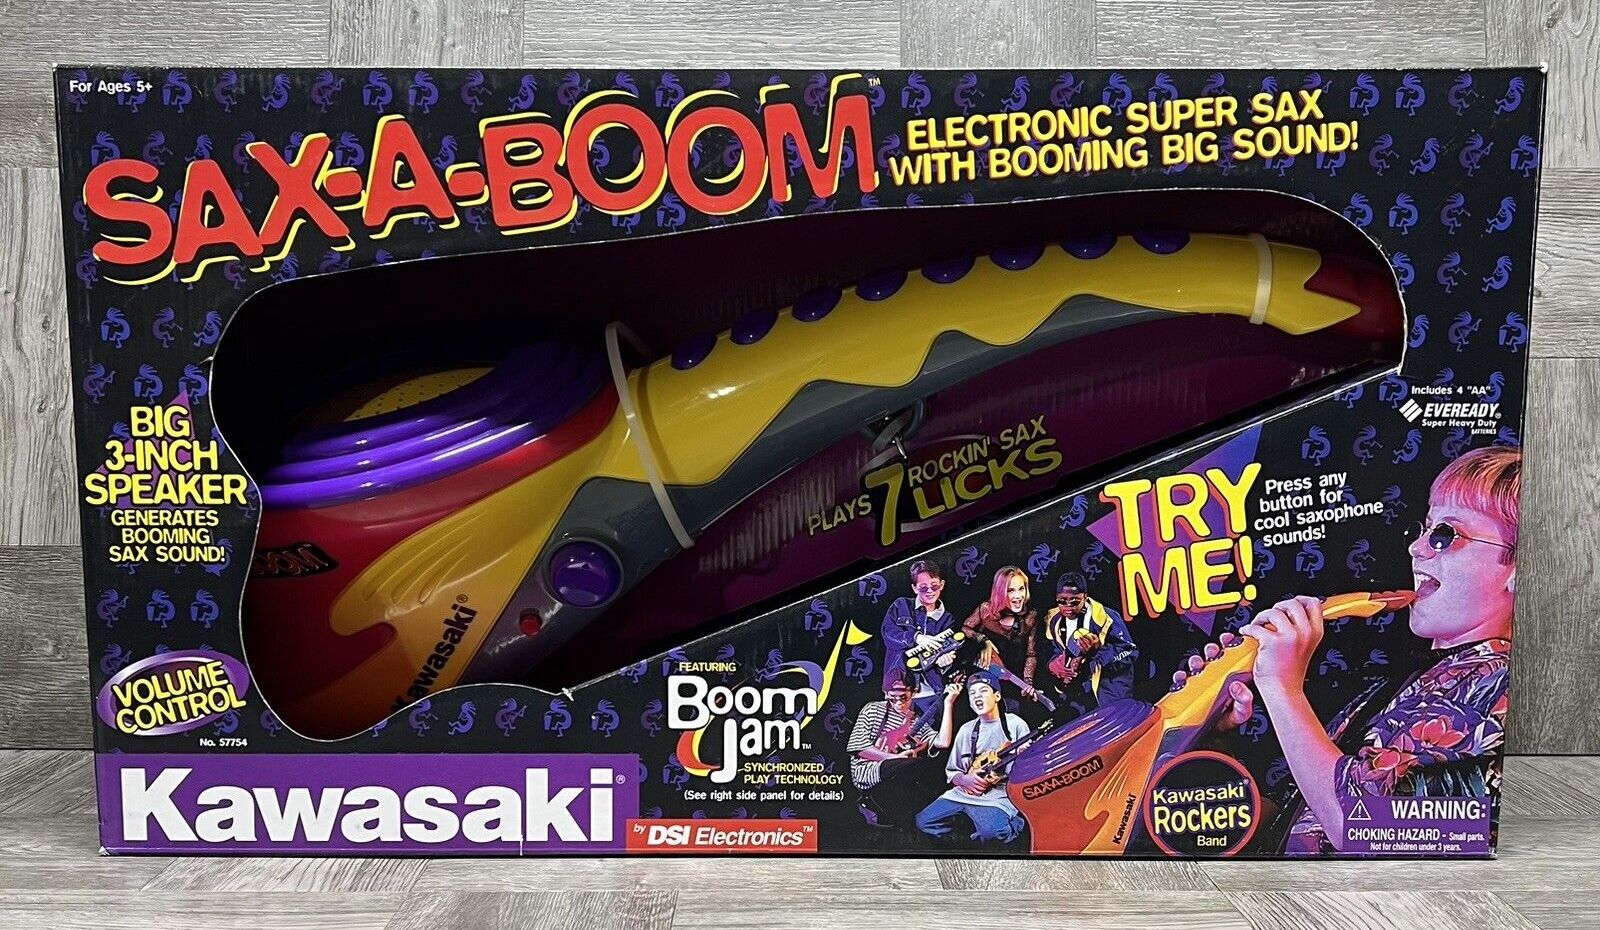 For Ages 5+
SAX-A-BOOM™
ELECTRONIC SUPER SAX
WITH BOOMING BIG SOUND!
BIG
3-INCH
SPEAKER
GENERATES
BOOMING
SAX SOUND!
VOLUME
CONTROL
No. 57754
BOOM
Kawasaki®
PLAYS 7 ROCKIN' SAX
LICKS
Includes 4 "AA"
EVEREADY®
Super Heavy Duty
BATTERIES
TRY
ME!
Press any
button for
cool saxophone
sounds!
FEATURING
Boom
Jam™
SYNCHRONIZED
PLAY TECHNOLOGY
(See right side panel for details)
SAX-A-BOOM
Kawasaki
Kawasaki®
Rockers
Band
Kawasaki®
by DSI Electronics™
WARNING:
CHOKING HAZARD - Small parts.
Not for children under 3 years.